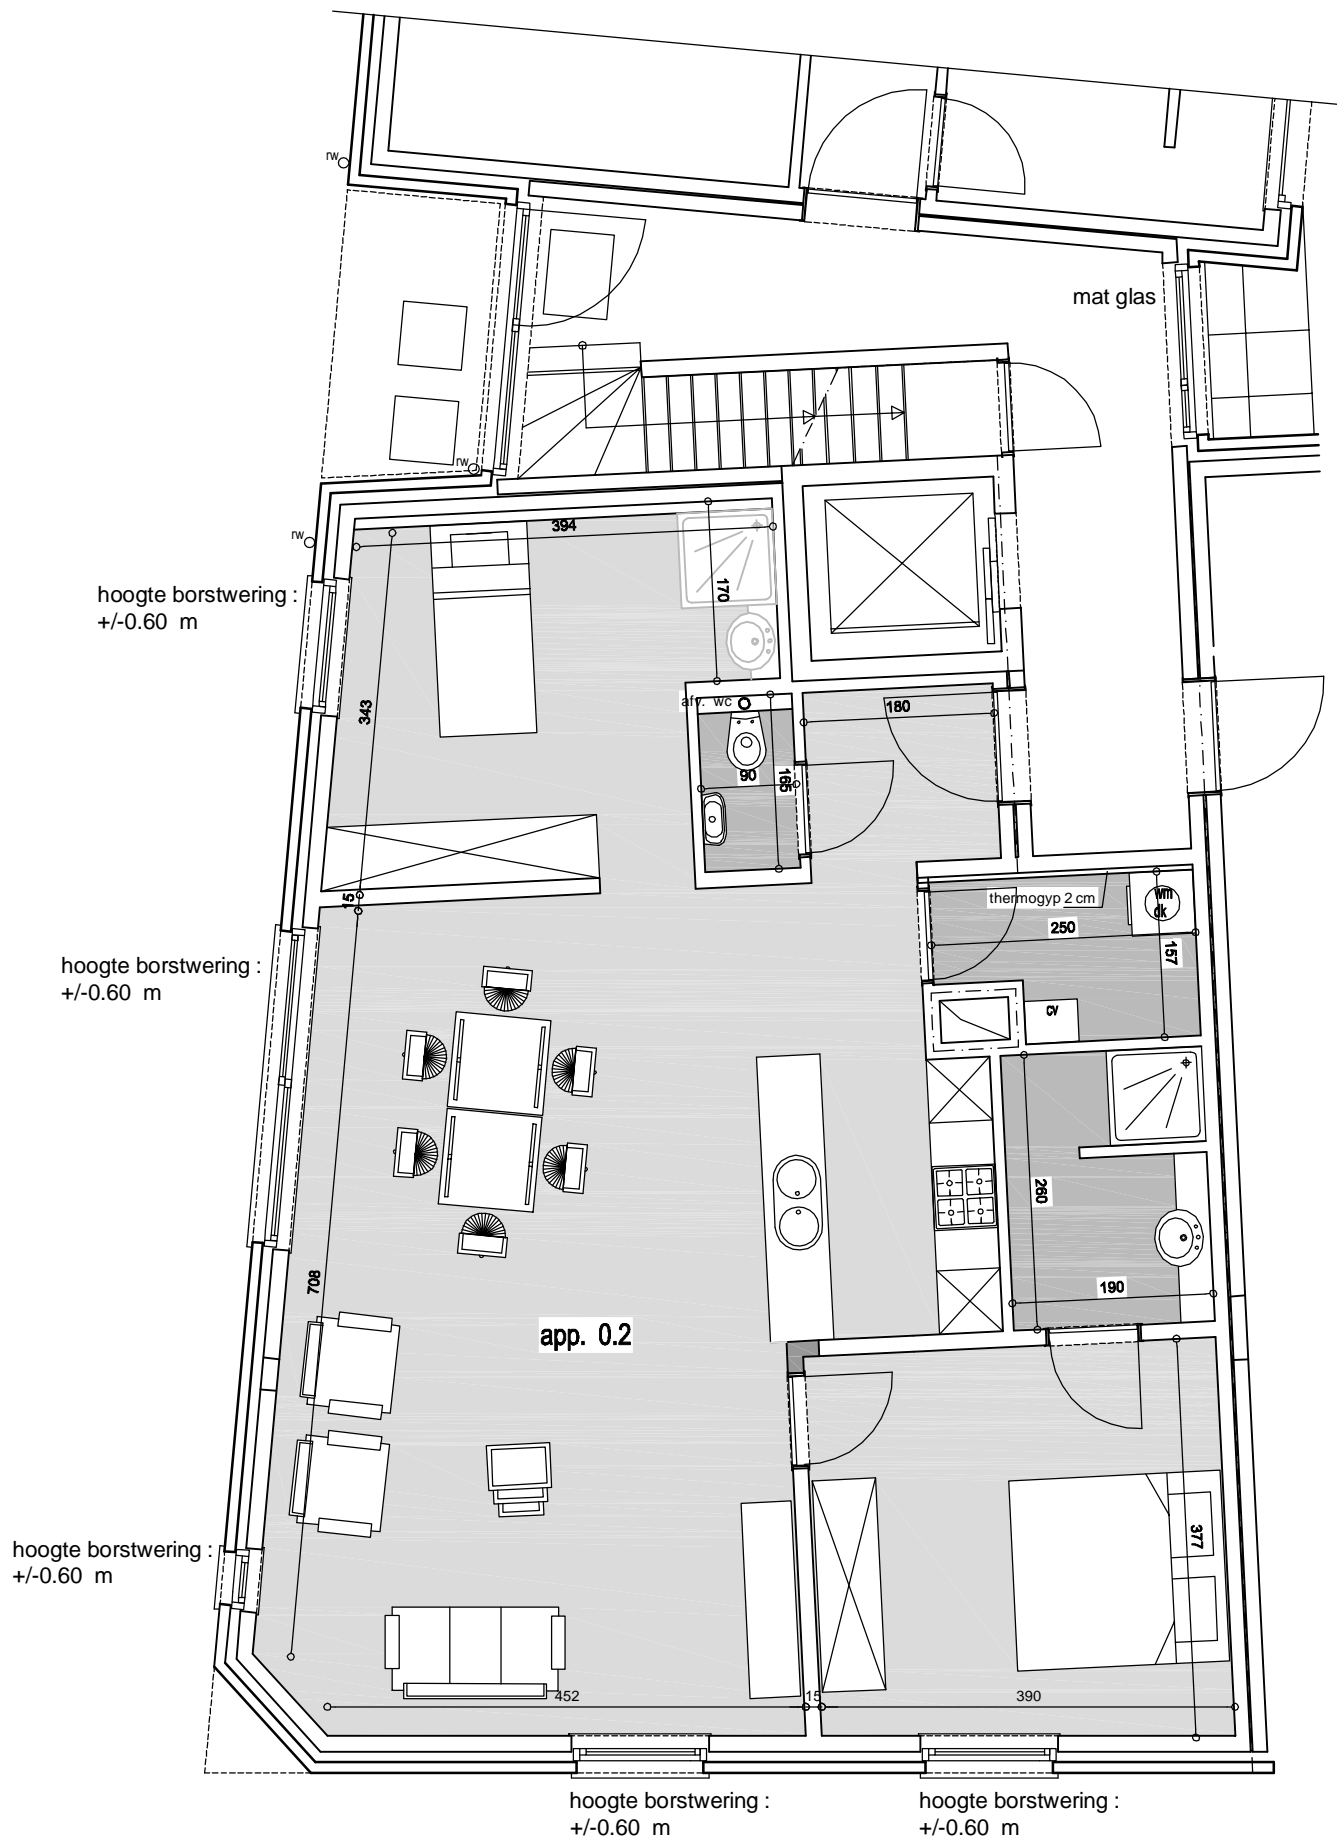 rw
mat glas
rw
394
rw
170
hoogte borstwering :
+/-0.60 m
343
afv. wc
180
90
165
15
thermogyp 2 cm
wm
dk
250
157
hoogte borstwering :
+/-0.60 m
cv
260
708
190
app. 0.2
377
hoogte borstwering :
+/-0.60 m
452
15
390
hoogte borstwering :
+/-0.60 m
hoogte borstwering :
+/-0.60 m